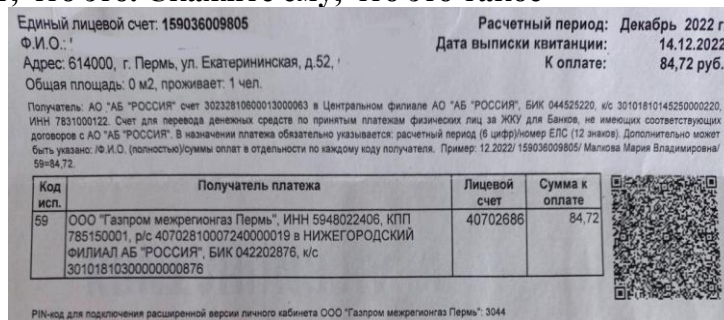 Единый лицевой счет: 159036009805
Расчетный период: Декабрь 2022 г
Ф.И.О.:
Дата выписки квитанции: 14.12.2022
Адрес: 614000, г. Пермь, ул. Екатерининская, д.52,
К оплате: 84,72 руб.
Общая площадь: 0 м2, проживает: 1 чел.
Получатель: АО "АБ "РОССИЯ" счет 30232810600013000063 в Центральном филиале АО "АБ "РОССИЯ", БИК 044525220, к/с 30101810145250000220,
ИНН 7831000122. Счет для перевода денежных средств по принятым платежам физических лиц за ЖКУ для Банков, не имеющих соответствующих
договоров с АО "АБ "РОССИЯ". В назначении платежа обязательно указывается: расчетный период (6 цифр)/номер ЕЛС (12 знаков). Дополнительно может
быть указано: /Ф.И.О. (полностью)/суммы оплат в отдельности по каждому коду получателя. Пример: 12.2022/ 159036009805/ Малкова Мария Владимировна/
59=84,72.
Код исп.
Получатель платежа
Лицевой счет
Сумма к оплате
59
ООО "Газпром межрегионгаз Пермь", ИНН 5948022406, КПП
785150001, р/с 40702810007240000019 в НИЖЕГОРОДСКИЙ
ФИЛИАЛ АБ "РОССИЯ", БИК 042202876, к/с
30101810300000000876
40702686
84,72
PIN-код для подключения расширенной версии личного кабинета ООО "Газпром межрегионгаз Пермь": 3044